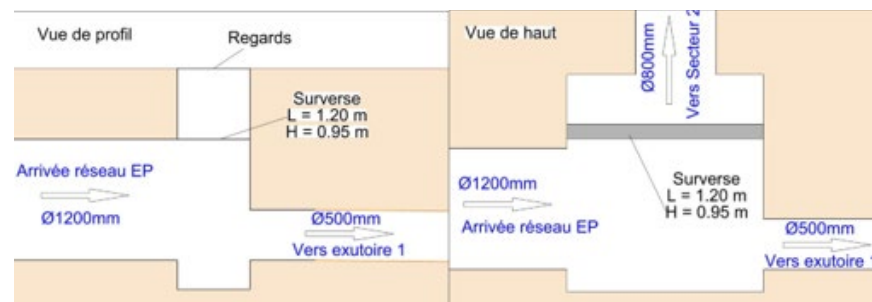 Vue de profil
Regards
Surverse
L = 1.20 m
H = 0.95 m
Arrivée réseau EP
Ø1200mm
Ø500mm
Vers exutoire 1
Vue de haut
Ø800mm
Vers Secteur 2
Ø1200mm
Arrivée réseau EP
Surverse
L = 1.20 m
H = 0.95 m
Ø500mm
Vers exutoire 1